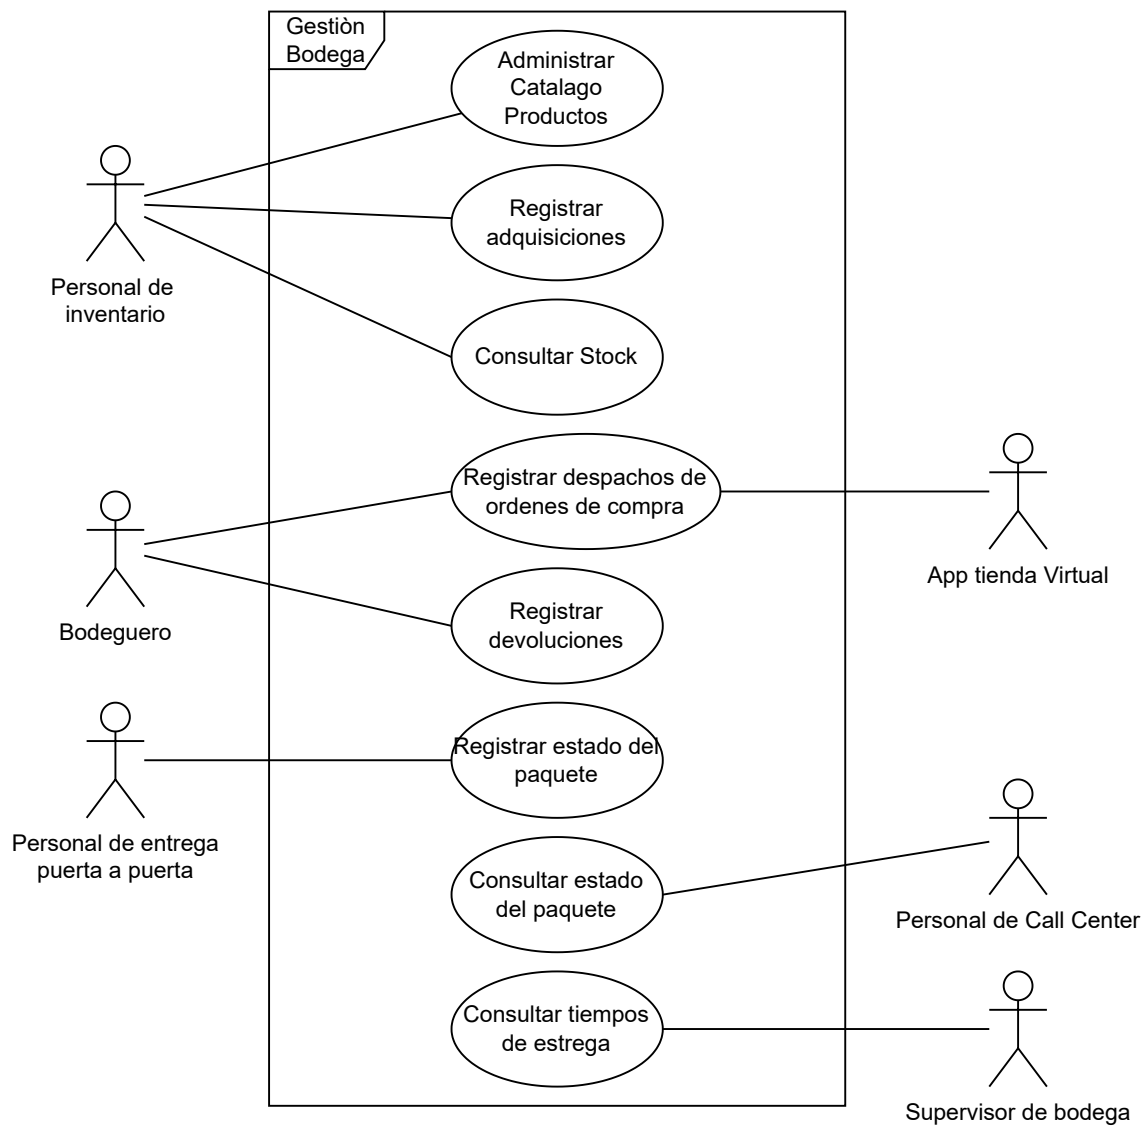 Gestiòn
Bodega
Administrar
Catalago
Productos
Registrar
adquisiciones
Personal de
inventario
Consultar Stock
Registrar despachos de
ordenes de compra
App tienda Virtual
Bodeguero
Registrar
devoluciones
Registrar estado del
paquete
Personal de entrega
puerta a puerta
Consultar estado
del paquete
Personal de Call Center
Consultar tiempos
de estrega
Supervisor de bodega